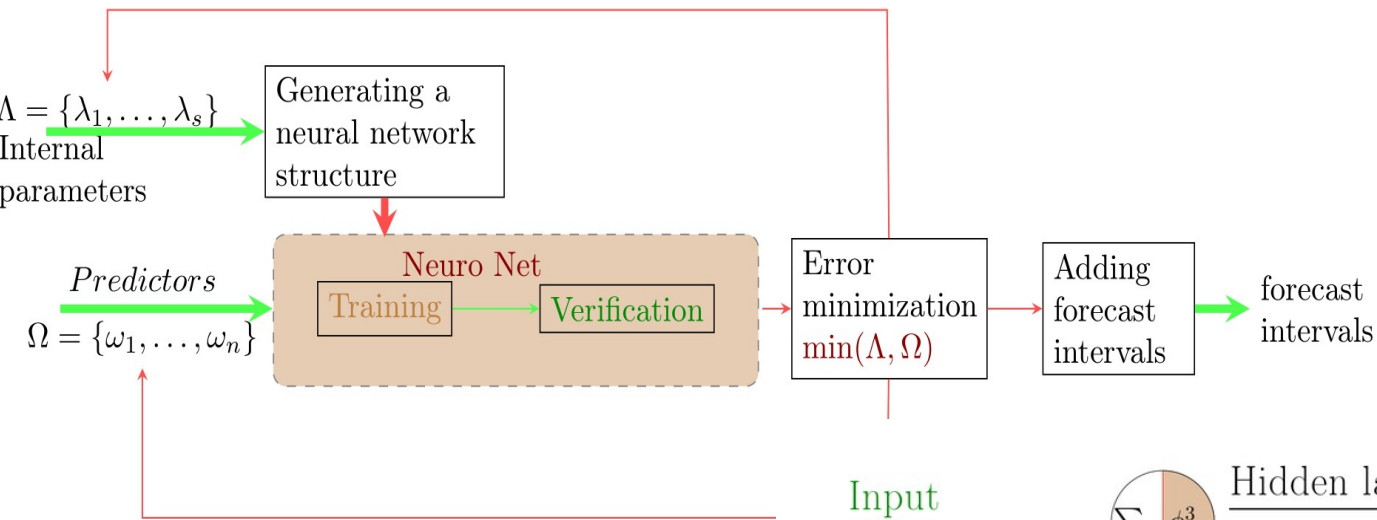 Λ = {λ₁, . . . , λₛ}
Internal
parameters
Generating a
neural network
structure
Predictors
Ω = {ω₁, . . . , ωₙ}
Neuro Net
Training
Verification
Error
minimization
min(Λ, Ω)
Adding
forecast
intervals
forecast
intervals
Input
Σ ϕ³
Hidden